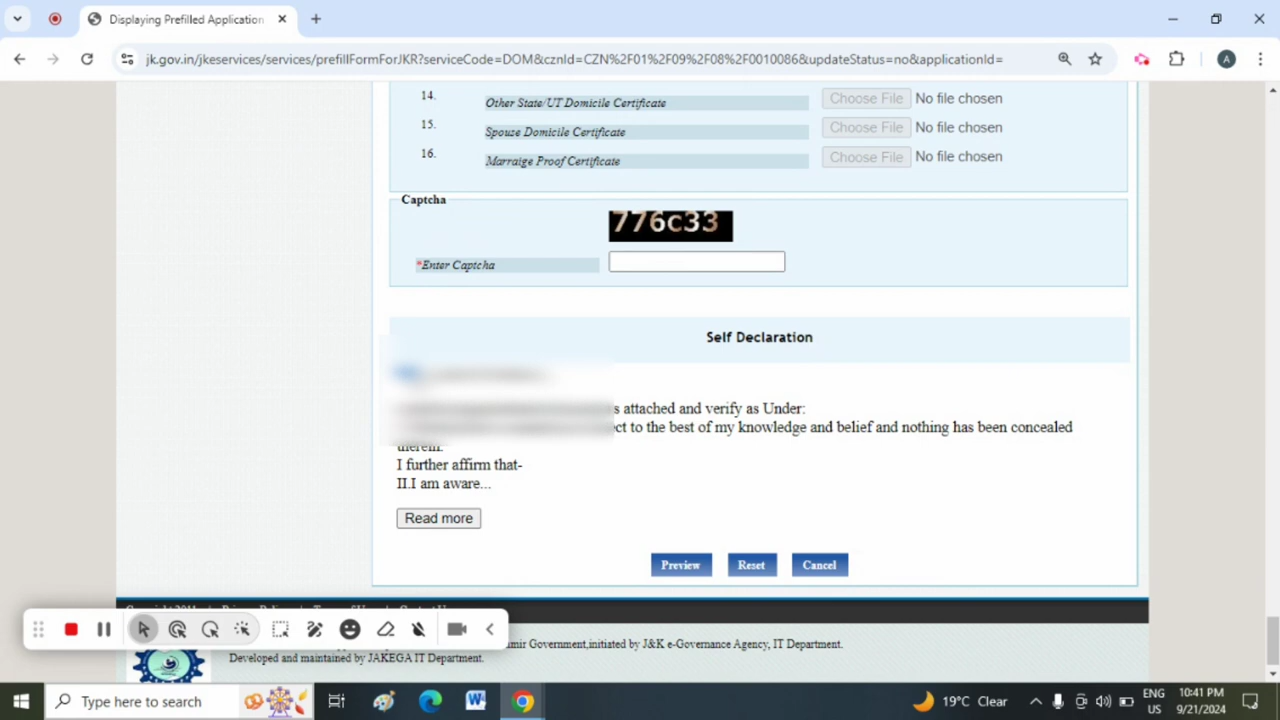 Displaying Prefilled Application
jk.gov.in/jkeservices/services/prefillFormForJKR?serviceCode=DOM&cznId=CZN%2F01%2F09%2F08%2F0010086&updateStatus=no&applicationId=
A
14. Other State/UT Domicile Certificate Choose File No file chosen
15. Spouse Domicile Certificate Choose File No file chosen
16. Marraige Proof Certificate Choose File No file chosen
Captcha
776c33
*Enter Captcha
Self Declaration
attached and verify as Under:
to the best of my knowledge and belief and nothing has been concealed
therein.
I further affirm that-
II.I am aware...
Read more
Preview Reset Cancel
Government,initiated by J&K e-Governance Agency, IT Department.
Developed and maintained by JAKEGA IT Department.
Type here to search
W
19°C Clear
ENG
US
10:41 PM
9/21/2024